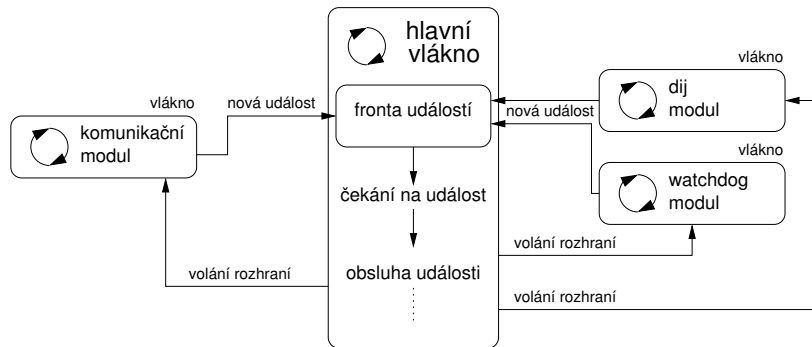 hlavní
vlákno
vlákno
komunikační
modul
nová událost
fronta událostí
čekání na událost
obsluha události
volání rozhraní
vlákno
dij
modul
nová událost
vlákno
watchdog
modul
volání rozhraní
volání rozhraní